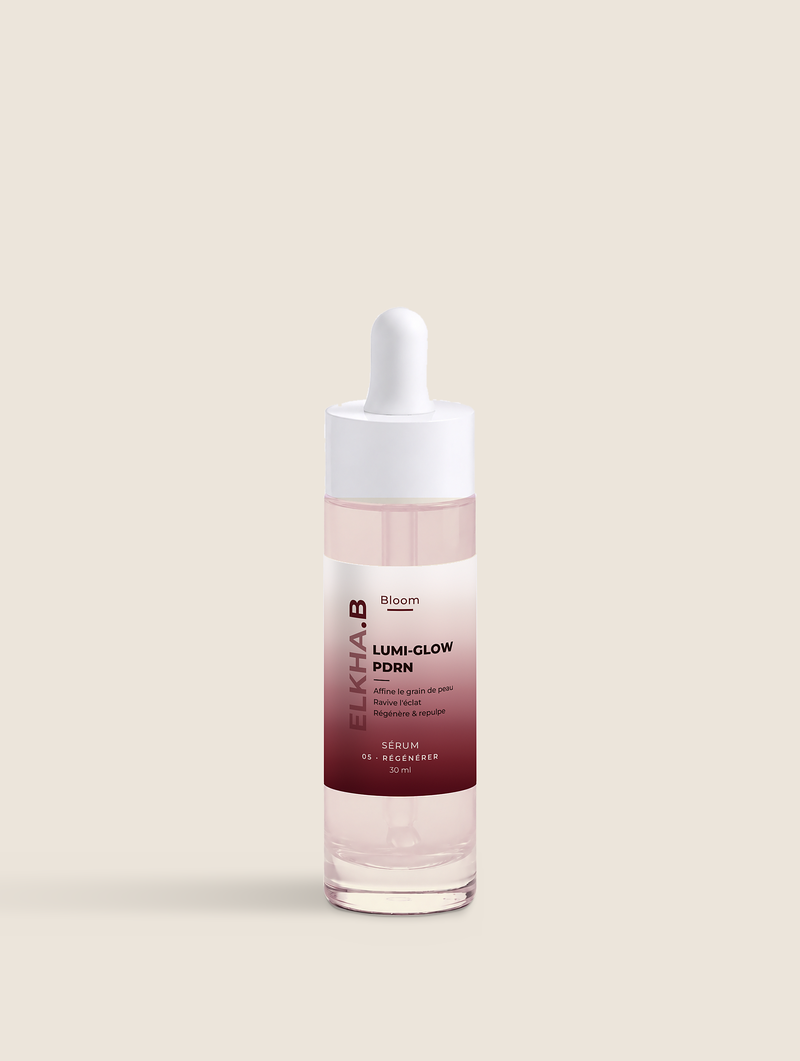 ELKHA.B
Bloom
LUMI-GLOW
PDRN
Affine le grain de peau
Ravive l'éclat
Régénère & repulpe
SÉRUM
05 · RÉGÉNÉRER
30 ml